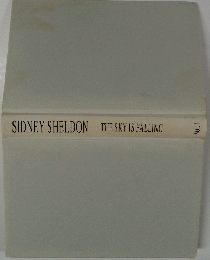 SIDNEY SHELDON THE SKY IS FALLING